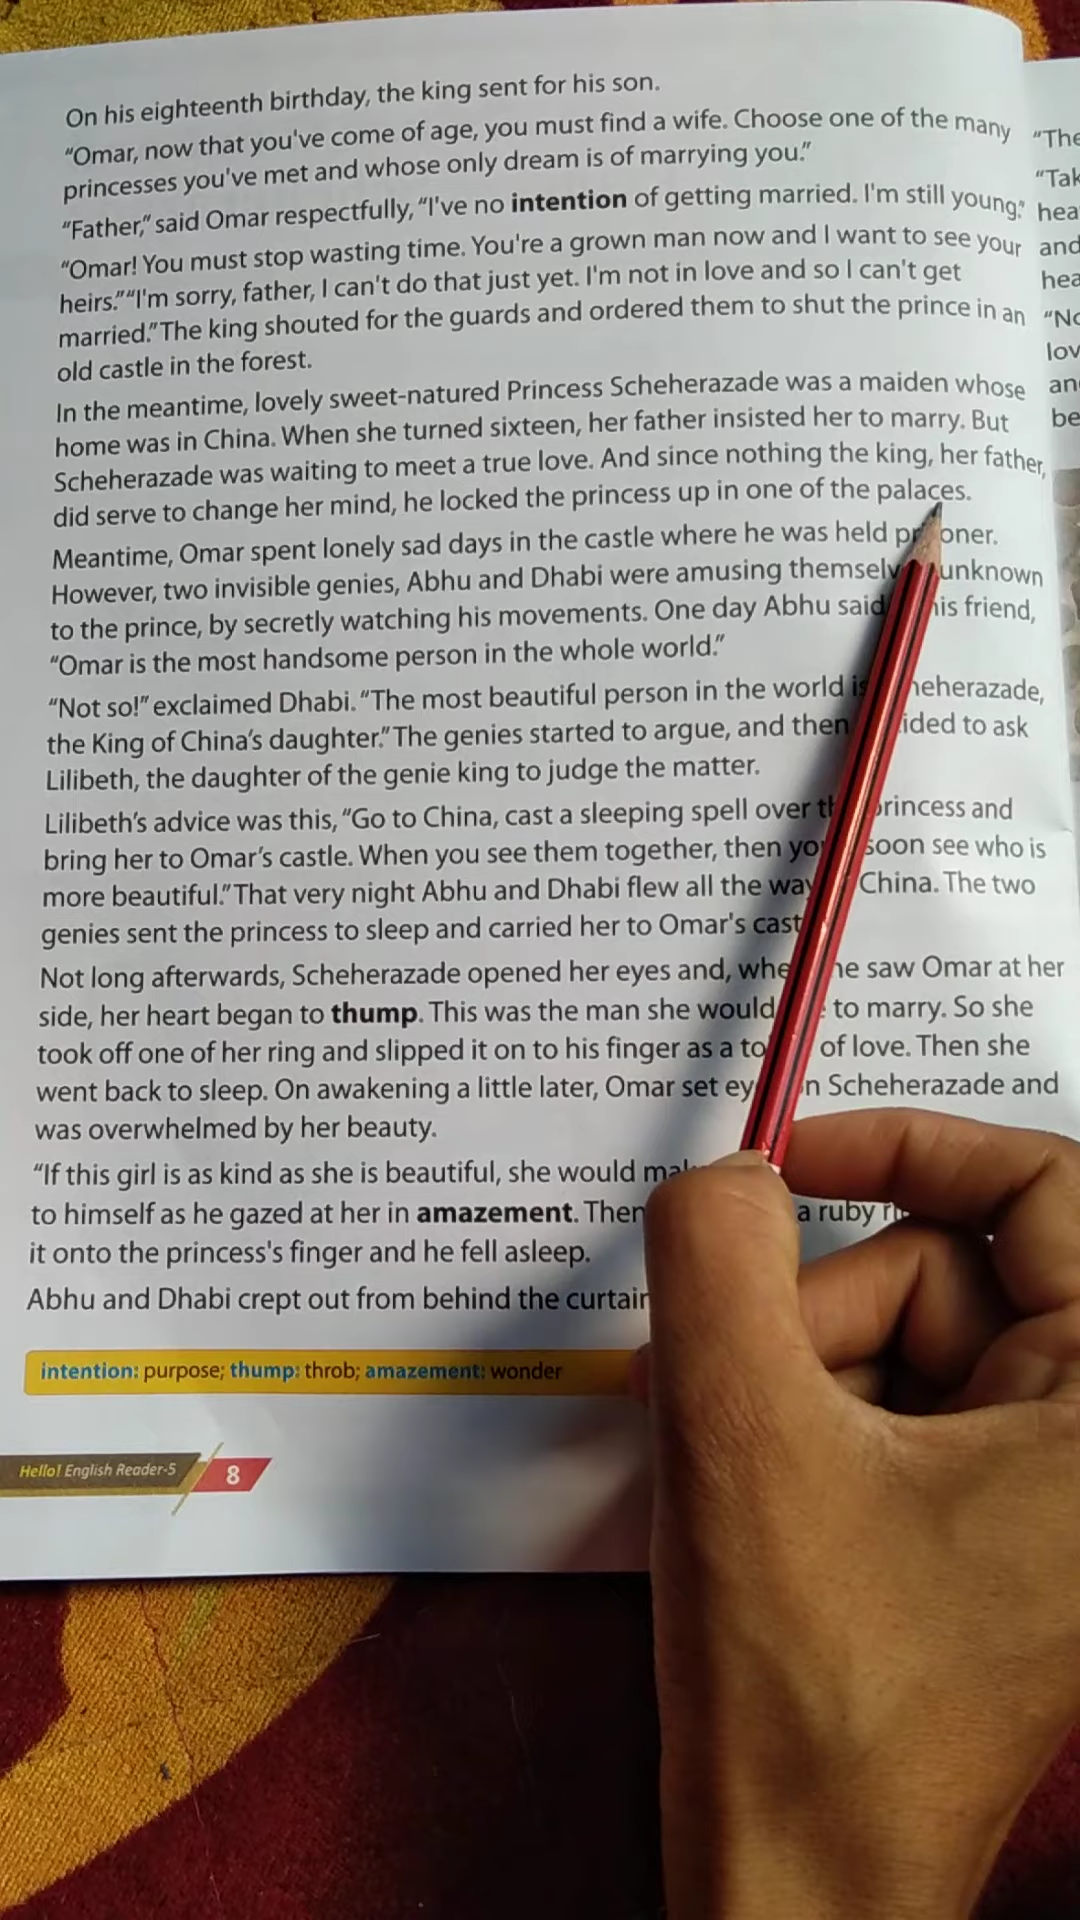 On his eighteenth birthday, the king sent for his son.
"Omar, now that you've come of age, you must find a wife. Choose one of the many
princesses you've met and whose only dream is of marrying you."
"Father," said Omar respectfully, "I've no intention of getting married. I'm still young."
"Omar! You must stop wasting time. You're a grown man now and I want to see your
heirs." "I'm sorry, father, I can't do that just yet. I'm not in love and so I can't get
married." The king shouted for the guards and ordered them to shut the prince in an
old castle in the forest.
In the meantime, lovely sweet-natured Princess Scheherazade was a maiden whose
home was in China. When she turned sixteen, her father insisted her to marry. But
Scheherazade was waiting to meet a true love. And since nothing the king, her father,
did serve to change her mind, he locked the princess up in one of the palaces.
Meantime, Omar spent lonely sad days in the castle where he was held
However, two invisible genies, Abhu and Dhabi were amusing unknown
to the prince, by secretly watching his movements. One day Abhu said his friend,
"Omar is the most handsome person in the whole world."
"Not so!" exclaimed Dhabi. "The most beautiful person in the world is Scheherazade,
the King of China's daughter." The genies started to argue, and then to ask
Lilibeth, the daughter of the genie king to judge the matter.
Lilibeth's advice was this, "Go to China, cast a sleeping spell over the princess and
bring her to Omar's castle. When you see them together, then soon see who is
more beautiful." That very night Abhu and Dhabi flew all the way China. The two
genies sent the princess to sleep and carried her to Omar's
Not long afterwards, Scheherazade opened her eyes and, when she saw Omar at her
side, her heart began to thump. This was the man she would to marry. So she
took off one of her ring and slipped it on to his finger as a of love. Then she
went back to sleep. On awakening a little later, Omar set Scheherazade and
was overwhelmed by her beauty.
"If this girl is as kind as she is beautiful, she would
to himself as he gazed at her in amazement. Then a ruby
it onto the princess's finger and he fell asleep.
Abhu and Dhabi crept out from behind the
intention: purpose; thump: throb; amazement: wonder
Hello! English Reader-5
8
"The
"Tak
hea
and
hea
"No
lov
an
be